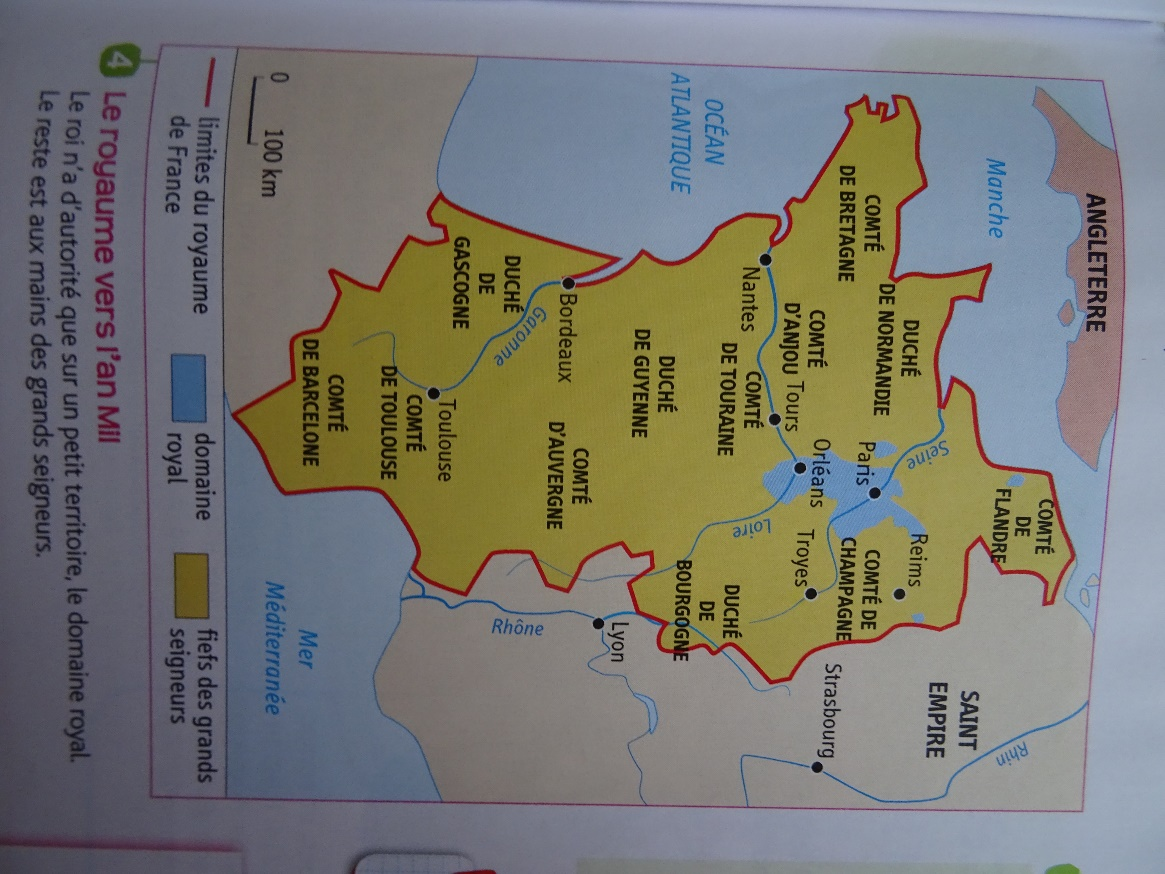 ANGLETERRE
Manche
COMTÉ
DE
FLANDRE
SAINT
EMPIRE
Rhin
DUCHÉ
DE NORMANDIE
Seine
Reims
COMTÉ
DE BRETAGNE
Paris
COMTÉ DE
CHAMPAGNE
Strasbourg
COMTÉ
D'ANJOU
Tours
Orléans
Troyes
Nantes
COMTÉ
DE TOURAINE
Loire
DUCHÉ
DE
BOURGOGNE
OCÉAN
ATLANTIQUE
DUCHÉ
DE GUYENNE
Lyon
Bordeaux
COMTÉ
D'AUVERGNE
Garonne
Rhône
DUCHÉ
DE
GASCOGNE
Toulouse
COMTÉ
DE TOULOUSE
COMTÉ
DE BARCELONE
Mer
Méditerranée
0
100 km
limites du royaume
de France
domaine
royal
fiefs des grands
seigneurs
4 Le royaume vers l'an Mil
Le roi n'a d'autorité que sur un petit territoire, le domaine royal.
Le reste est aux mains des grands seigneurs.